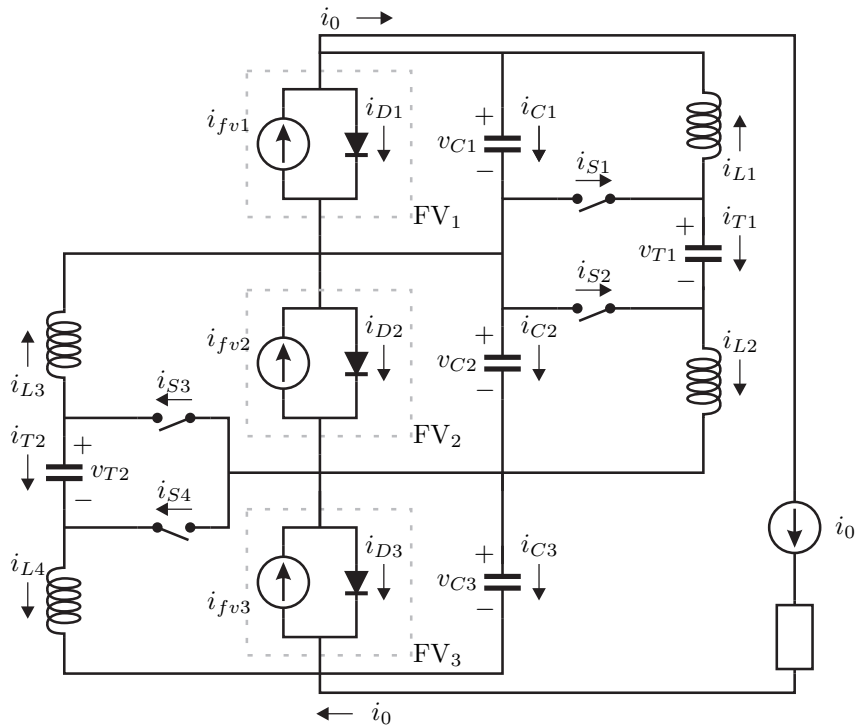 i0
ifv1
iD1
+
vC1
−
iC1
iS1
iL1
FV1
+
vT1
−
iT1
iS2
ifv2
iD2
+
vC2
−
iC2
iL2
iL3
iS3
FV2
iT2
+
vT2
−
iS4
iL4
ifv3
iD3
+
vC3
−
iC3
i0
FV3
i0